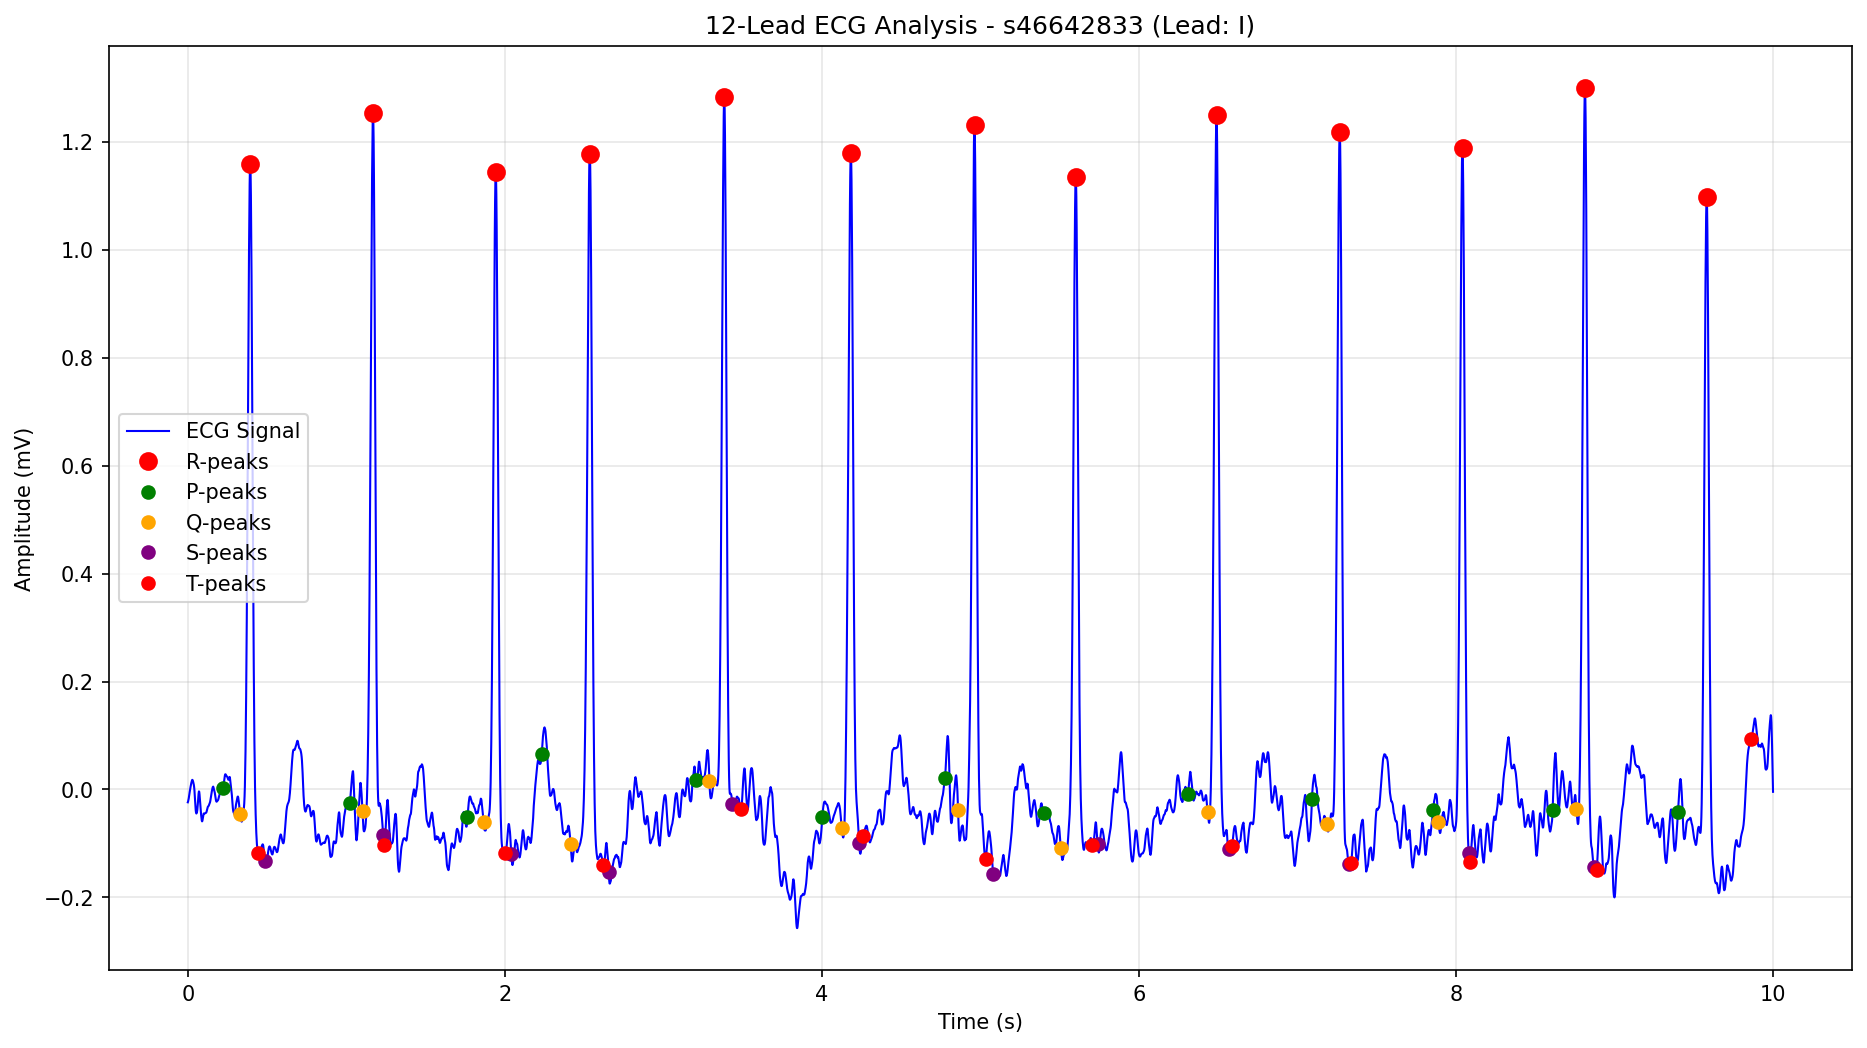 12-Lead ECG Analysis - s46642833 (Lead: I)
Amplitude (mV)
1.2
1.0
0.8
0.6
0.4
0.2
0.0
−0.2
ECG Signal
R-peaks
P-peaks
Q-peaks
S-peaks
T-peaks
0 2 4 6 8 10
Time (s)